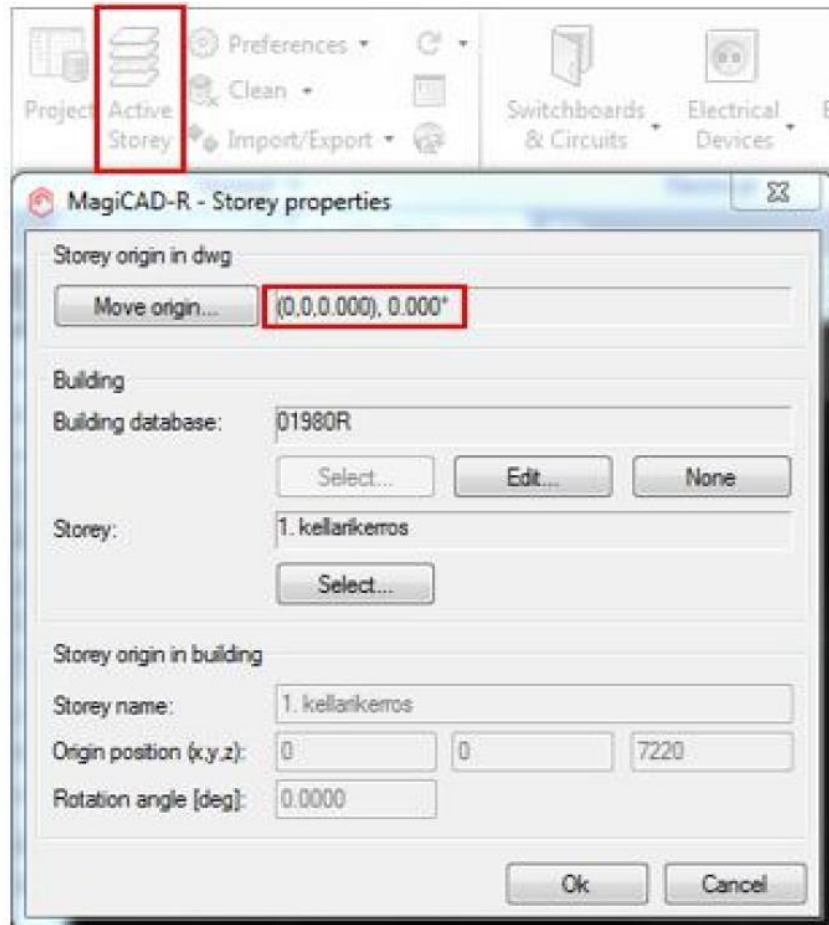 Project
Active
Storey
Preferences
Clean
Import/Export
Switchboards
& Circuits
Electrical
Devices
MagiCAD-R - Storey properties
Storey origin in dwg
Move origin... (0,0,0.000), 0.000°
Building
Building database: 01980R
Select... Edit... None
Storey: 1. kellarikerros
Select...
Storey origin in building
Storey name: 1. kellarikerros
Origin position (x,y,z): 0 0 7220
Rotation angle [deg]: 0.0000
Ok Cancel